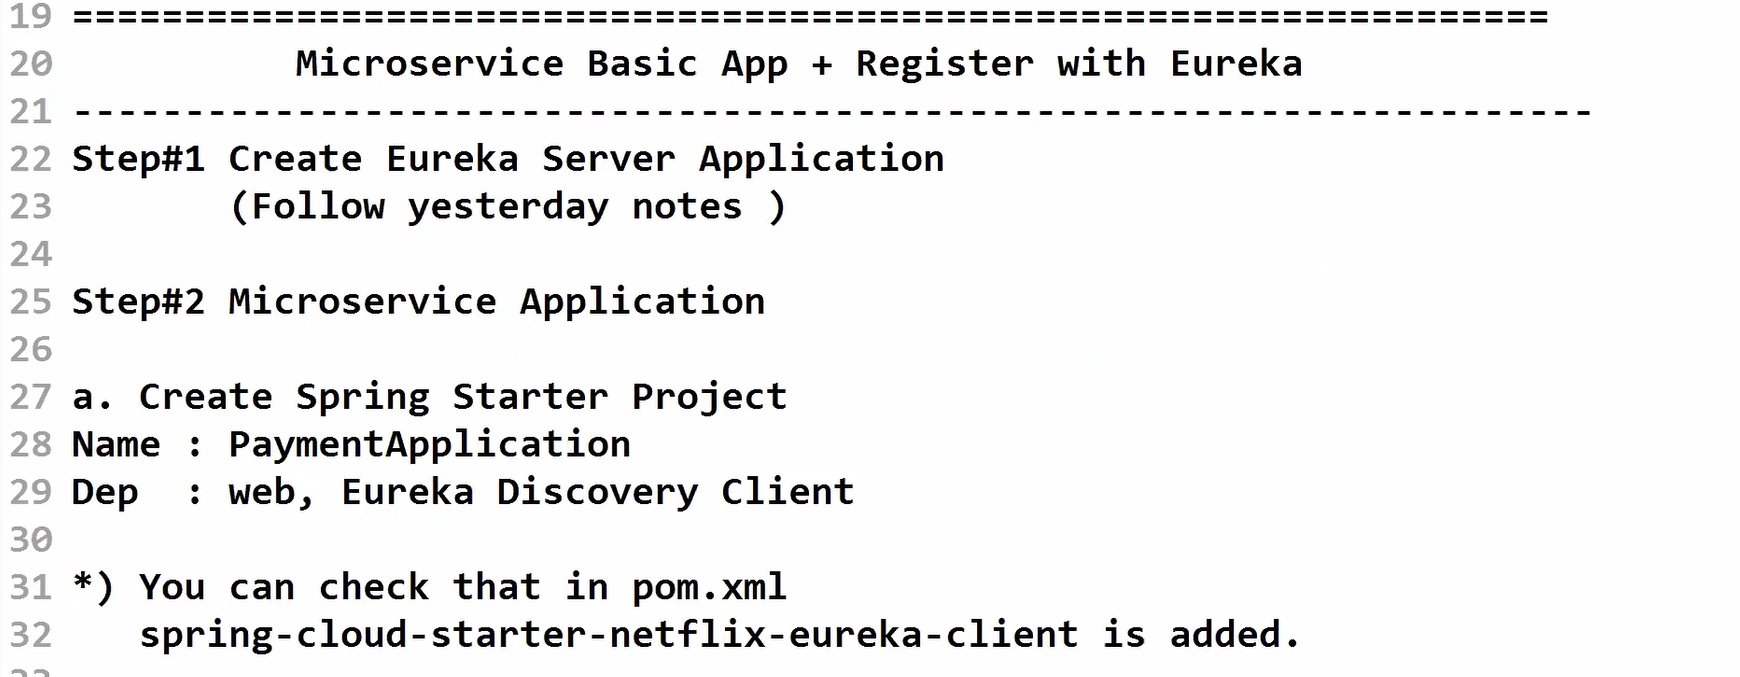 19 ==================================================================
20           Microservice Basic App + Register with Eureka
21 --------------------------------------------------------------------
22 Step#1 Create Eureka Server Application
23        (Follow yesterday notes )
24
25 Step#2 Microservice Application
26
27 a. Create Spring Starter Project
28 Name : PaymentApplication
29 Dep  : web, Eureka Discovery Client
30
31 *) You can check that in pom.xml
32    spring-cloud-starter-netflix-eureka-client is added.